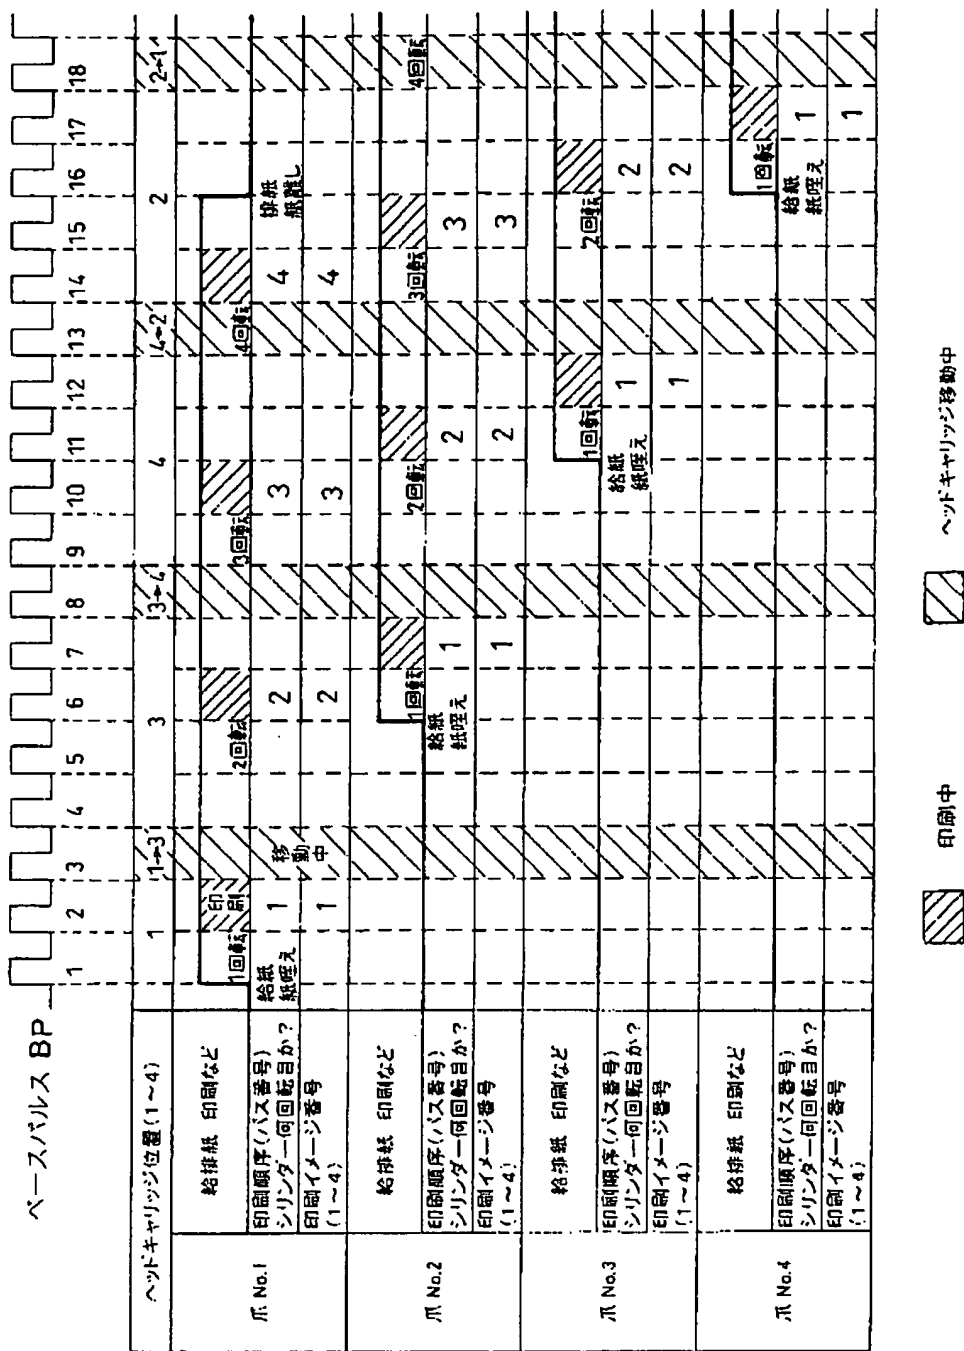 ベースパルス BP
1 2 3 4 5 6 7 8 9 10 11 12 13 14 15 16 17 18
ヘッドキャリッジ位置(1~4)
1 1→3 3 3→4 4 4→2 2 2→1
爪 No.1
給排紙 印刷など
1回転 印刷 2回転 3回転 4回転
印刷順序(パス番号)
シリンダー何回転目か?
給紙
紙咥え
1 移動中 2 3 4
排紙
紙離し
印刷イメージ番号
(1~4)
1 2 3 4
爪 No.2
給排紙 印刷など
1回転 2回転 3回転 4回転
印刷順序(パス番号)
シリンダー何回転目か?
給紙
紙咥え
1 2 3
印刷イメージ番号
(1~4)
1 2 3
爪 No.3
給排紙 印刷など
1回転 2回転
印刷順序(パス番号)
シリンダー何回転目か?
給紙
紙咥え
1 2
印刷イメージ番号
(1~4)
1 2
爪 No.4
給排紙 印刷など
1回転
印刷順序(パス番号)
シリンダー何回転目か?
給紙
紙咥え
1
印刷イメージ番号
(1~4)
1
印刷中
ヘッドキャリッジ移動中